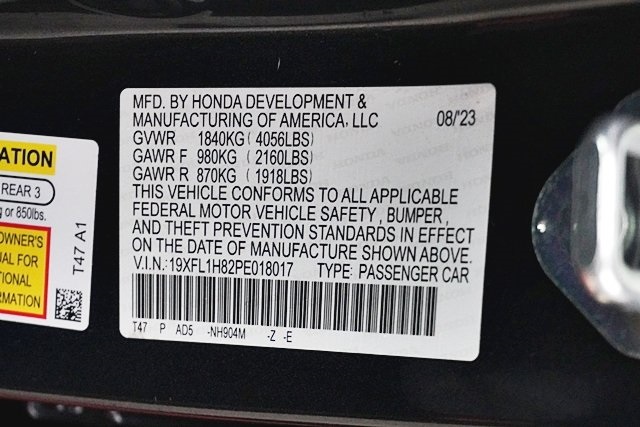 MFD. BY HONDA DEVELOPMENT &
MANUFACTURING OF AMERICA, LLC 08/'23
GVWR 1840KG ( 4056LBS)
GAWR F 980KG ( 2160LBS)
GAWR R 870KG ( 1918LBS)
THIS VEHICLE CONFORMS TO ALL APPLICABLE
FEDERAL MOTOR VEHICLE SAFETY , BUMPER,
AND THEFT PREVENTION STANDARDS IN EFFECT
ON THE DATE OF MANUFACTURE SHOWN ABOVE.
V.I.N.:19XFL1H82PE018017 TYPE: PASSENGER CAR
T47 P AD5 -NH904M -Z -E
ATION
REAR 3
g or 850lbs.
OWNER'S
UAL FOR
TIONAL
RMATION
T47 A1